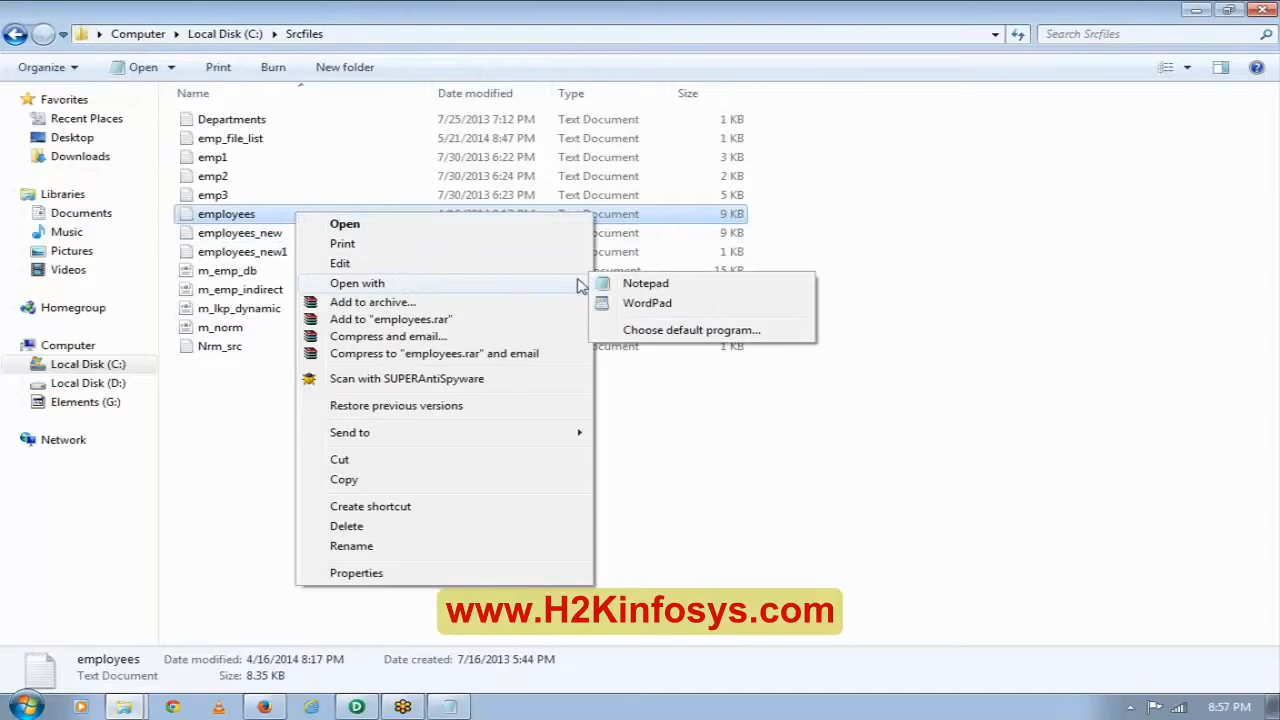 Computer Local Disk (C:) Srcfiles Search Srcfiles
Organize Open Print Burn New folder
Name Date modified Type Size
Favorites
Recent Places
Desktop
Downloads
Libraries
Documents
Music
Pictures
Videos
Homegroup
Computer
Local Disk (C:)
Local Disk (D:)
Elements (G:)
Network
Departments 7/25/2013 7:12 PM Text Document 1 KB
emp_file_list 5/21/2014 8:47 PM Text Document 1 KB
emp1 7/30/2013 6:22 PM Text Document 3 KB
emp2 7/30/2013 6:24 PM Text Document 2 KB
emp3 7/30/2013 6:23 PM Text Document 5 KB
employees 9 KB
employees_new 9 KB
employees_new1 1 KB
m_emp_db 15 KB
m_emp_indirect
m_lkp_dynamic
m_norm
Nrm_src 1 KB
Open
Print
Edit
Open with
Add to archive...
Add to "employees.rar"
Compress and email...
Compress to "employees.rar" and email
Scan with SUPERAntiSpyware
Restore previous versions
Send to
Cut
Copy
Create shortcut
Delete
Rename
Properties
Notepad
WordPad
Choose default program...
www.H2Kinfosys.com
employees Date modified: 4/16/2014 8:17 PM Date created: 7/16/2013 5:44 PM
Text Document Size: 8.35 KB
8:57 PM